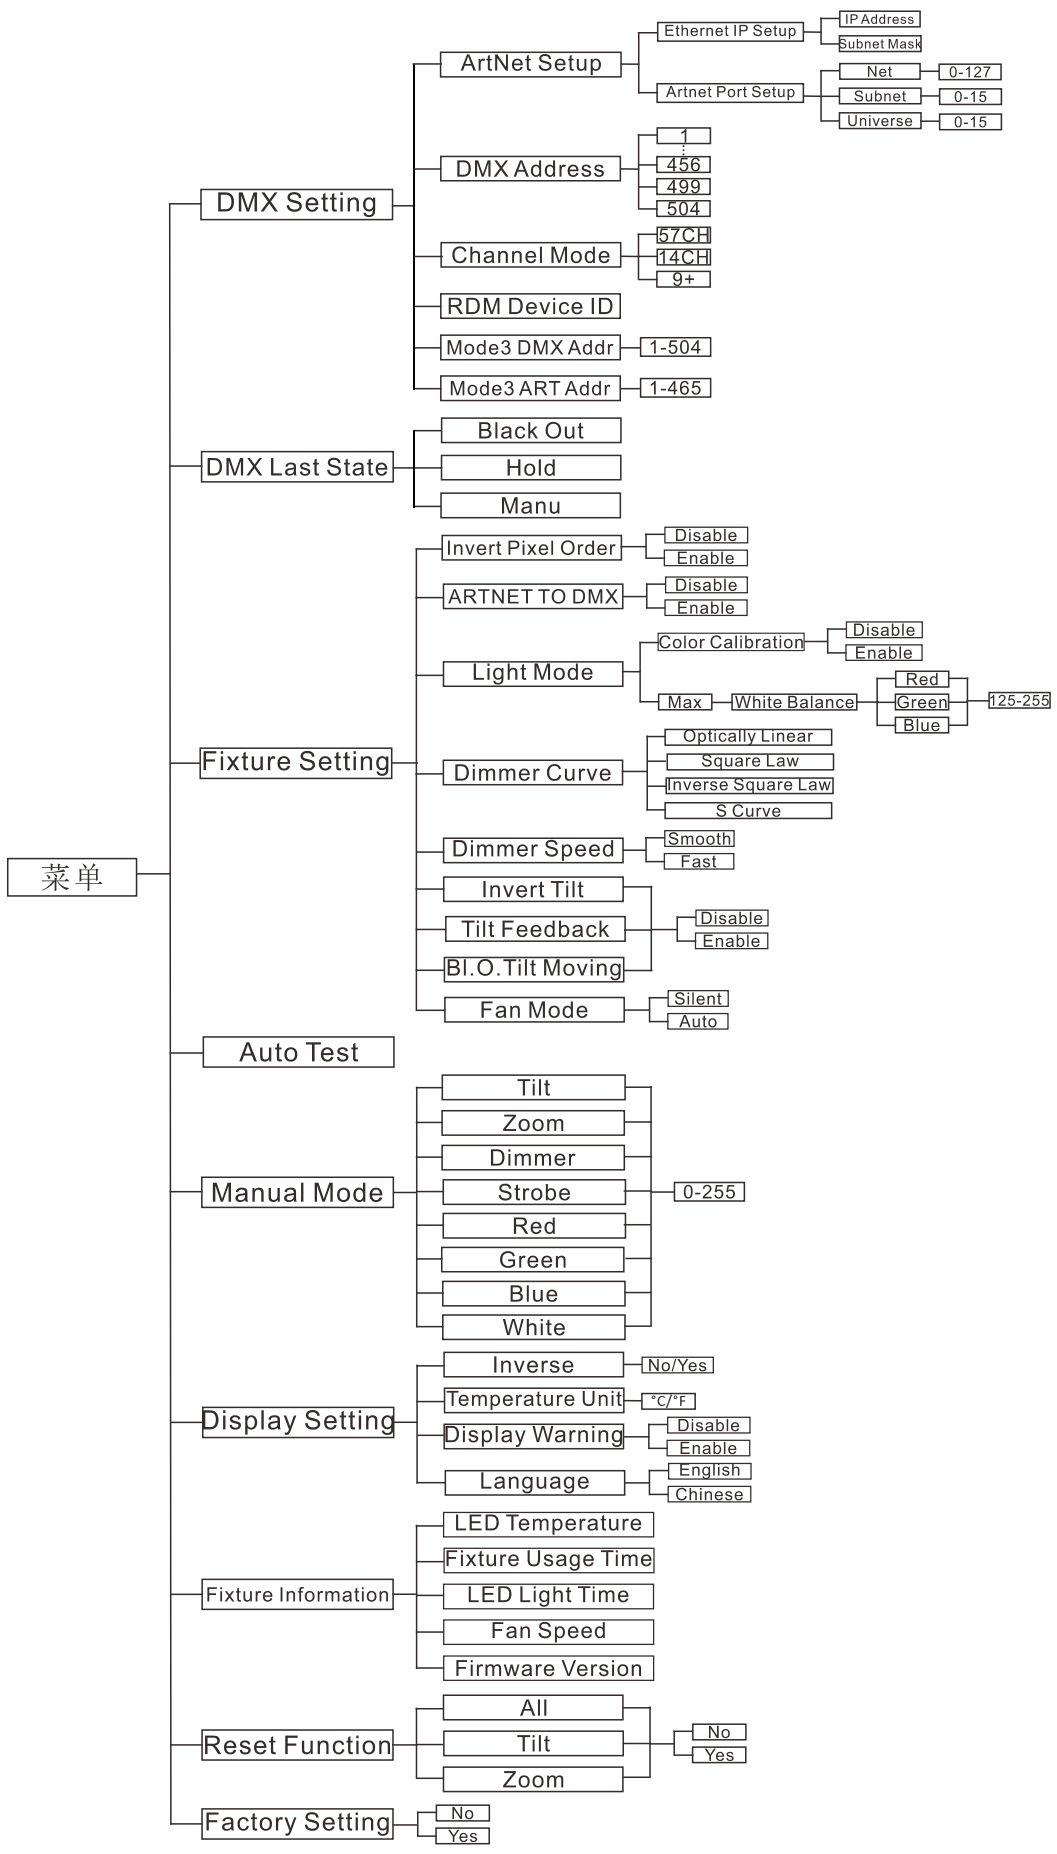 菜单
DMX Setting
ArtNet Setup
Ethernet IP Setup
IP Address
Subnet Mask
Artnet Port Setup
Net
0-127
Subnet
0-15
Universe
0-15
DMX Address
1
456
499
504
Channel Mode
57CH
14CH
9+
RDM Device ID
Mode3 DMX Addr
1-504
Mode3 ART Addr
1-465
DMX Last State
Black Out
Hold
Manu
Fixture Setting
Invert Pixel Order
Disable
Enable
ARTNET TO DMX
Disable
Enable
Light Mode
Color Calibration
Disable
Enable
Max
White Balance
Red
Green
Blue
125-255
Dimmer Curve
Optically Linear
Square Law
Inverse Square Law
S Curve
Dimmer Speed
Smooth
Fast
Invert Tilt
Tilt Feedback
Bl.O.Tilt Moving
Disable
Enable
Fan Mode
Silent
Auto
Auto Test
Manual Mode
Tilt
Zoom
Dimmer
Strobe
Red
Green
Blue
White
0-255
Display Setting
Inverse
No/Yes
Temperature Unit
°C/°F
Display Warning
Disable
Enable
Language
English
Chinese
Fixture Information
LED Temperature
Fixture Usage Time
LED Light Time
Fan Speed
Firmware Version
Reset Function
All
Tilt
Zoom
No
Yes
Factory Setting
No
Yes